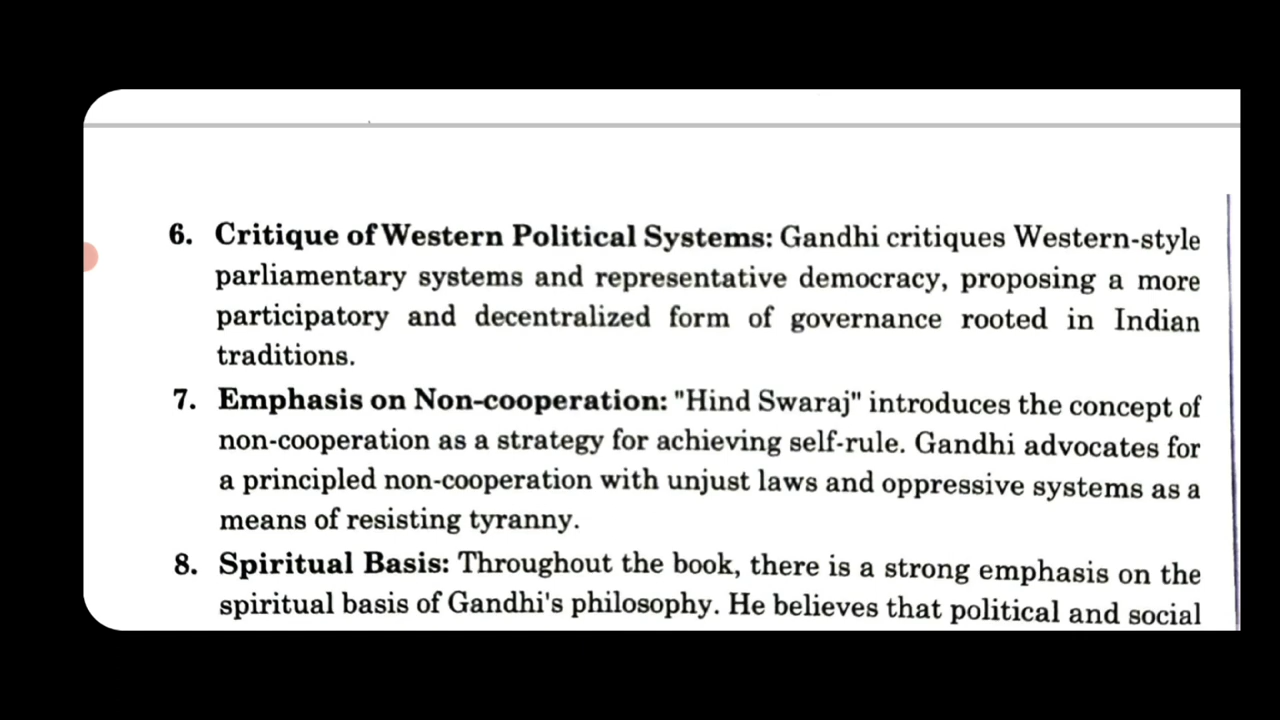 6. Critique of Western Political Systems: Gandhi critiques Western-style
parliamentary systems and representative democracy, proposing a more
participatory and decentralized form of governance rooted in Indian
traditions.
7. Emphasis on Non-cooperation: "Hind Swaraj" introduces the concept of
non-cooperation as a strategy for achieving self-rule. Gandhi advocates for
a principled non-cooperation with unjust laws and oppressive systems as a
means of resisting tyranny.
8. Spiritual Basis: Throughout the book, there is a strong emphasis on the
spiritual basis of Gandhi's philosophy. He believes that political and social